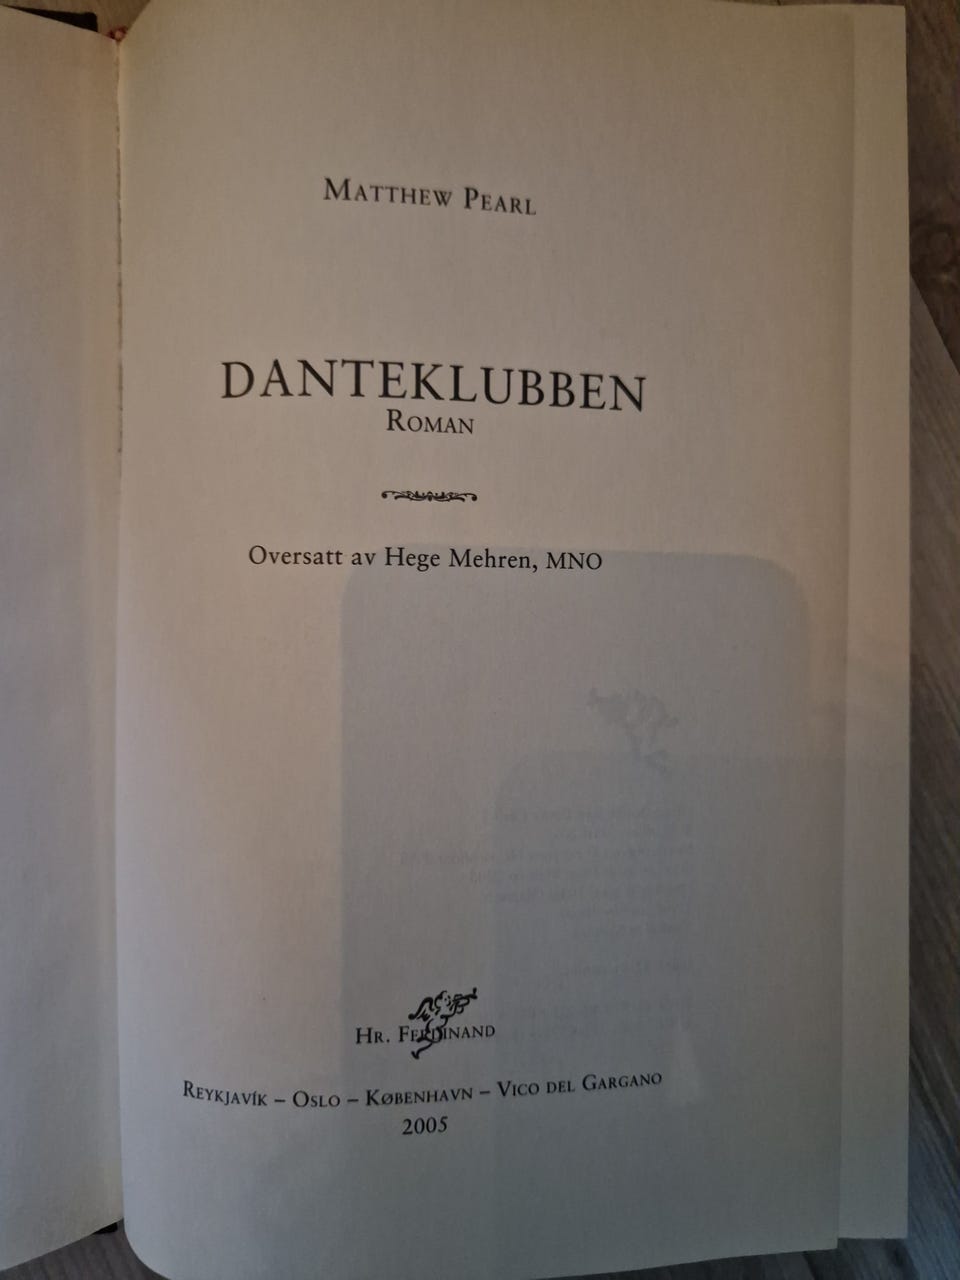 MATTHEW PEARL
DANTEKLUBBEN
ROMAN
Oversatt av Hege Mehren, MNO
HR. FERDINAND
REYKJAVÍK – OSLO – KØBENHAVN – VICO DEL GARGANO
2005